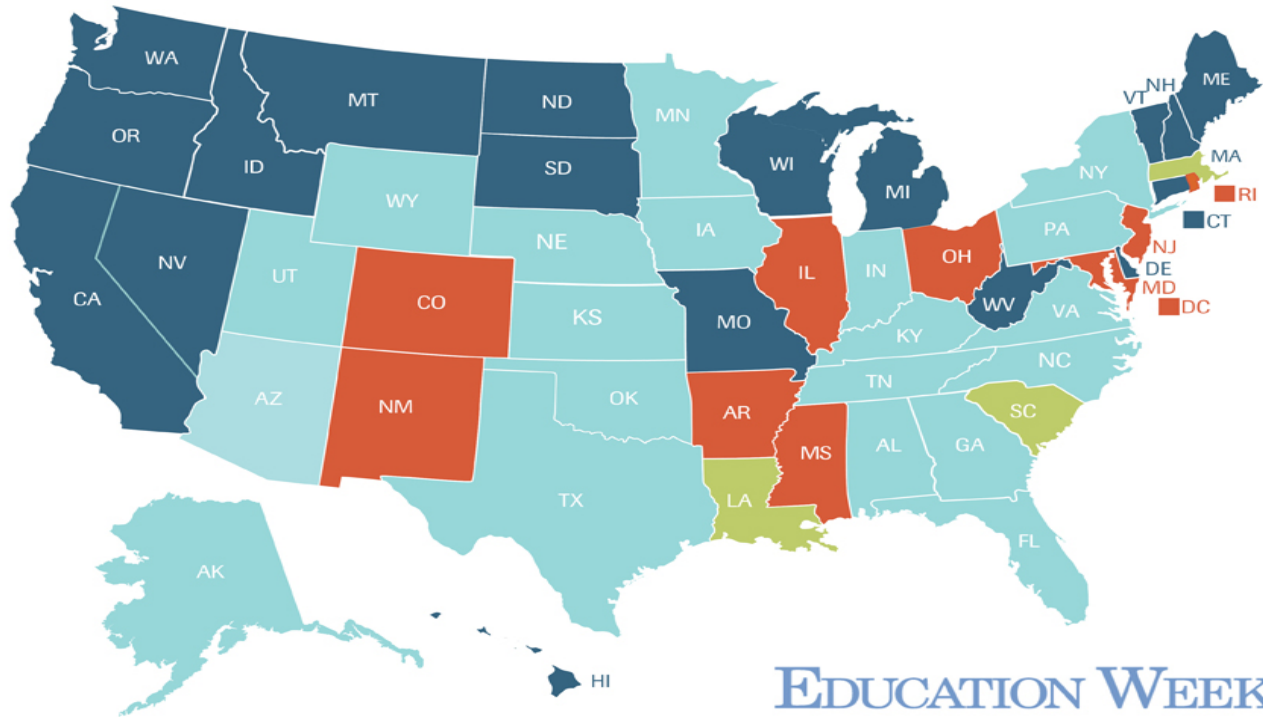 WA
MT
ND
MN
VT
NH
ME
OR
ID
SD
WI
MI
NY
MA
WY
RI
CT
NV
UT
NE
IA
PA
NJ
CA
CO
IL
IN
OH
DE
MD
WV
VA
DC
KS
MO
KY
NC
AZ
NM
OK
TN
AR
SC
MS
AL
GA
TX
LA
FL
AK
HI
EDUCATION WEEK